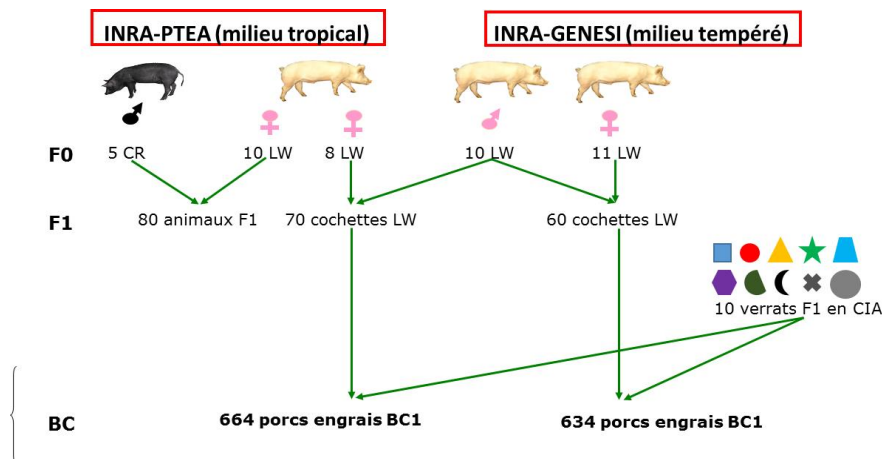 INRA-PTEA (milieu tropical)
INRA-GENESI (milieu tempéré)
F0
5 CR
10 LW
8 LW
10 LW
11 LW
F1
80 animaux F1
70 cochettes LW
60 cochettes LW
10 verrats F1 en CIA
BC
664 porcs engrais BC1
634 porcs engrais BC1